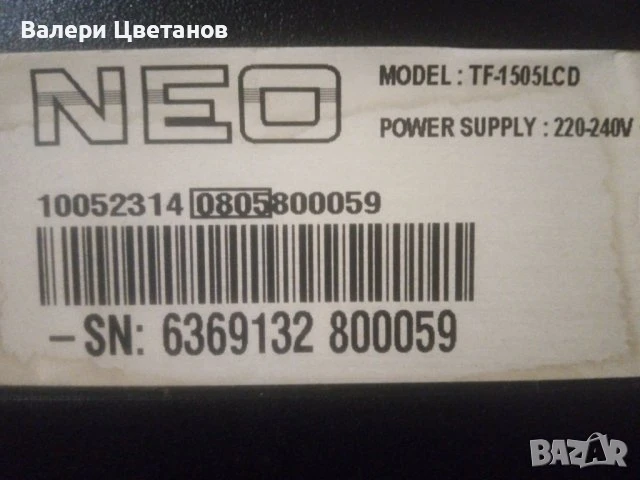 Валери Цветанов
NEO
MODEL : TF-1505LCD
POWER SUPPLY : 220-240V
10052314 0805800059
-SN: 6369132 800059
BAZAR